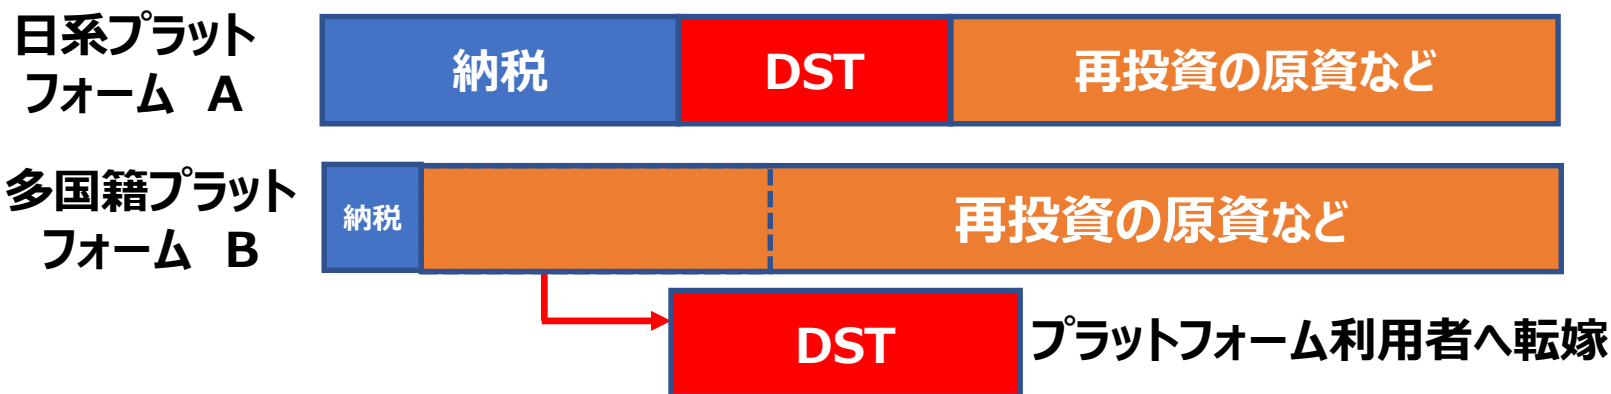 日系プラット
フォーム A
納税
DST
再投資の原資など
多国籍プラット
フォーム B
納税
再投資の原資など
DST
プラットフォーム利用者へ転嫁